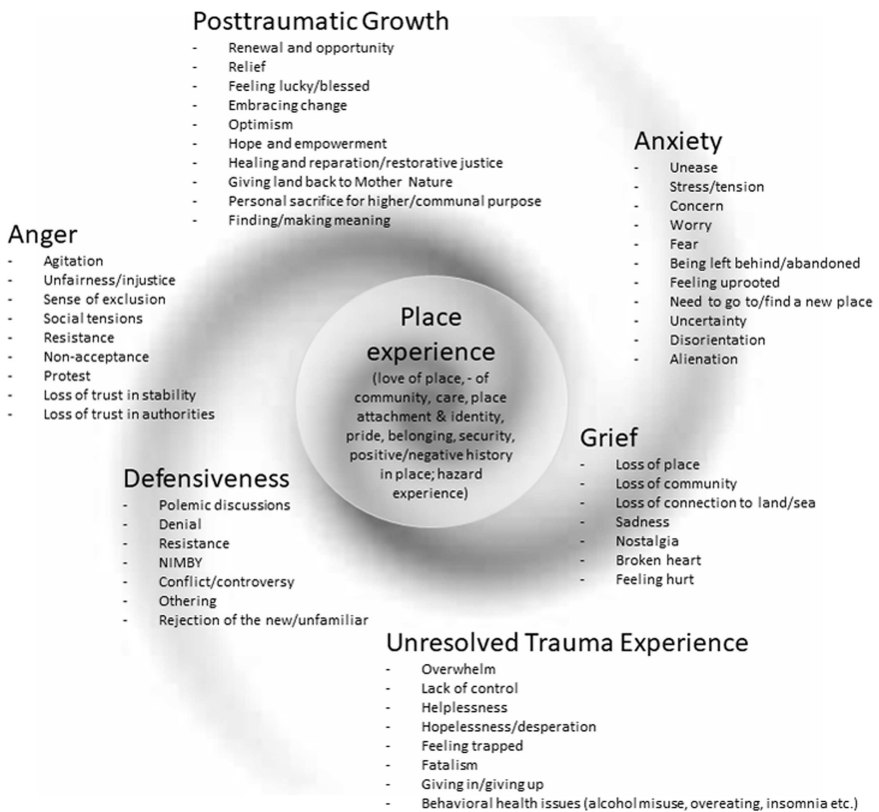 Posttraumatic Growth
- Renewal and opportunity
- Relief
- Feeling lucky/blessed
- Embracing change
- Optimism
- Hope and empowerment
- Healing and reparation/restorative justice
- Giving land back to Mother Nature
- Personal sacrifice for higher/communal purpose
- Finding/making meaning
Anxiety
- Unease
- Stress/tension
- Concern
- Worry
- Fear
- Being left behind/abandoned
- Feeling uprooted
- Need to go to/find a new place
- Uncertainty
- Disorientation
- Alienation
Anger
- Agitation
- Unfairness/injustice
- Sense of exclusion
- Social tensions
- Resistance
- Non-acceptance
- Protest
- Loss of trust in stability
- Loss of trust in authorities
Place
experience
(love of place, - of
community, care, place
attachment & identity,
pride, belonging, security,
positive/negative history
in place; hazard
experience)
Grief
- Loss of place
- Loss of community
- Loss of connection to land/sea
- Sadness
- Nostalgia
- Broken heart
- Feeling hurt
Defensiveness
- Polemic discussions
- Denial
- Resistance
- NIMBY
- Conflict/controversy
- Othering
- Rejection of the new/unfamiliar
Unresolved Trauma Experience
- Overwhelm
- Lack of control
- Helplessness
- Hopelessness/desperation
- Feeling trapped
- Fatalism
- Giving in/giving up
- Behavioral health issues (alcohol misuse, overeating, insomnia etc.)